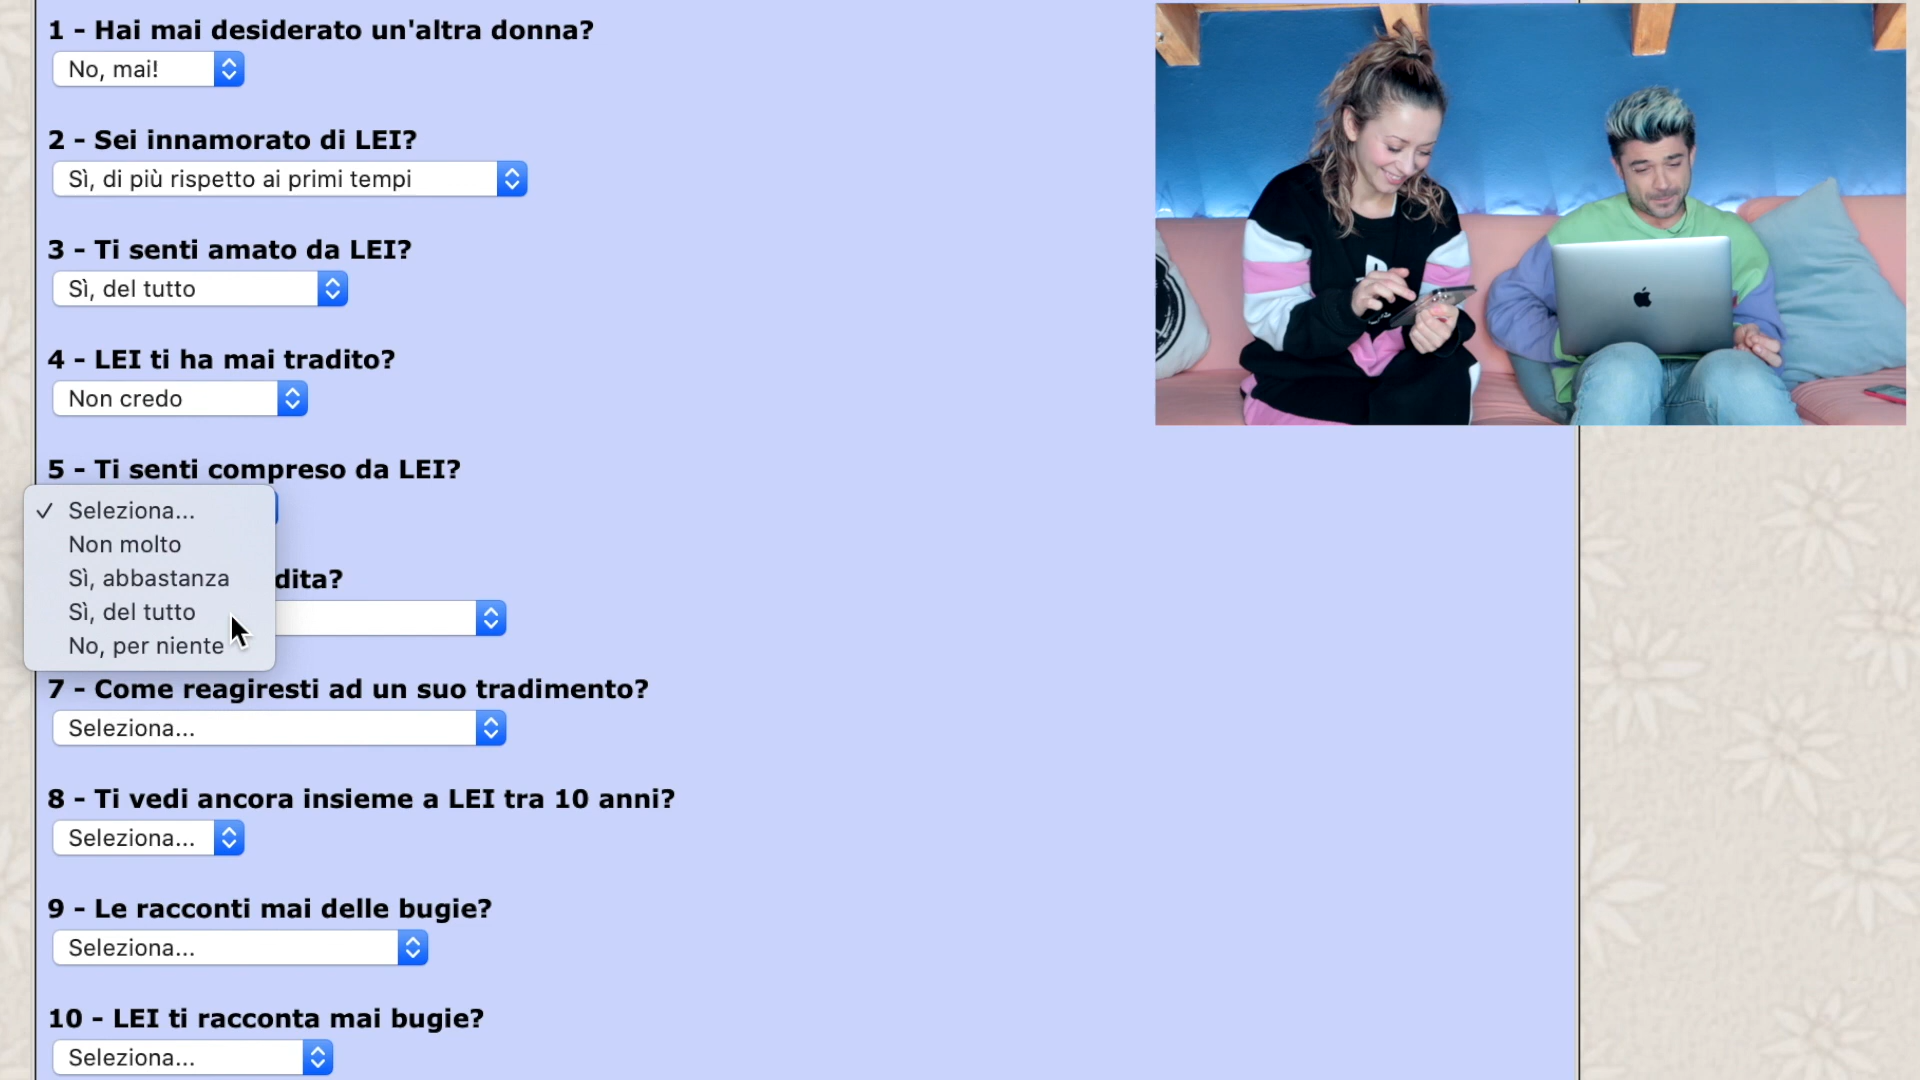 1 - Hai mai desiderato un'altra donna?
No, mai!
2 - Sei innamorato di LEI?
Sì, di più rispetto ai primi tempi
3 - Ti senti amato da LEI?
Sì, del tutto
4 - LEI ti ha mai tradito?
Non credo
5 - Ti senti compreso da LEI?
✓ Seleziona...
Non molto
Sì, abbastanza
dita?
Sì, del tutto
No, per niente
7 - Come reagiresti ad un suo tradimento?
Seleziona...
8 - Ti vedi ancora insieme a LEI tra 10 anni?
Seleziona...
9 - Le racconti mai delle bugie?
Seleziona...
10 - LEI ti racconta mai bugie?
Seleziona...